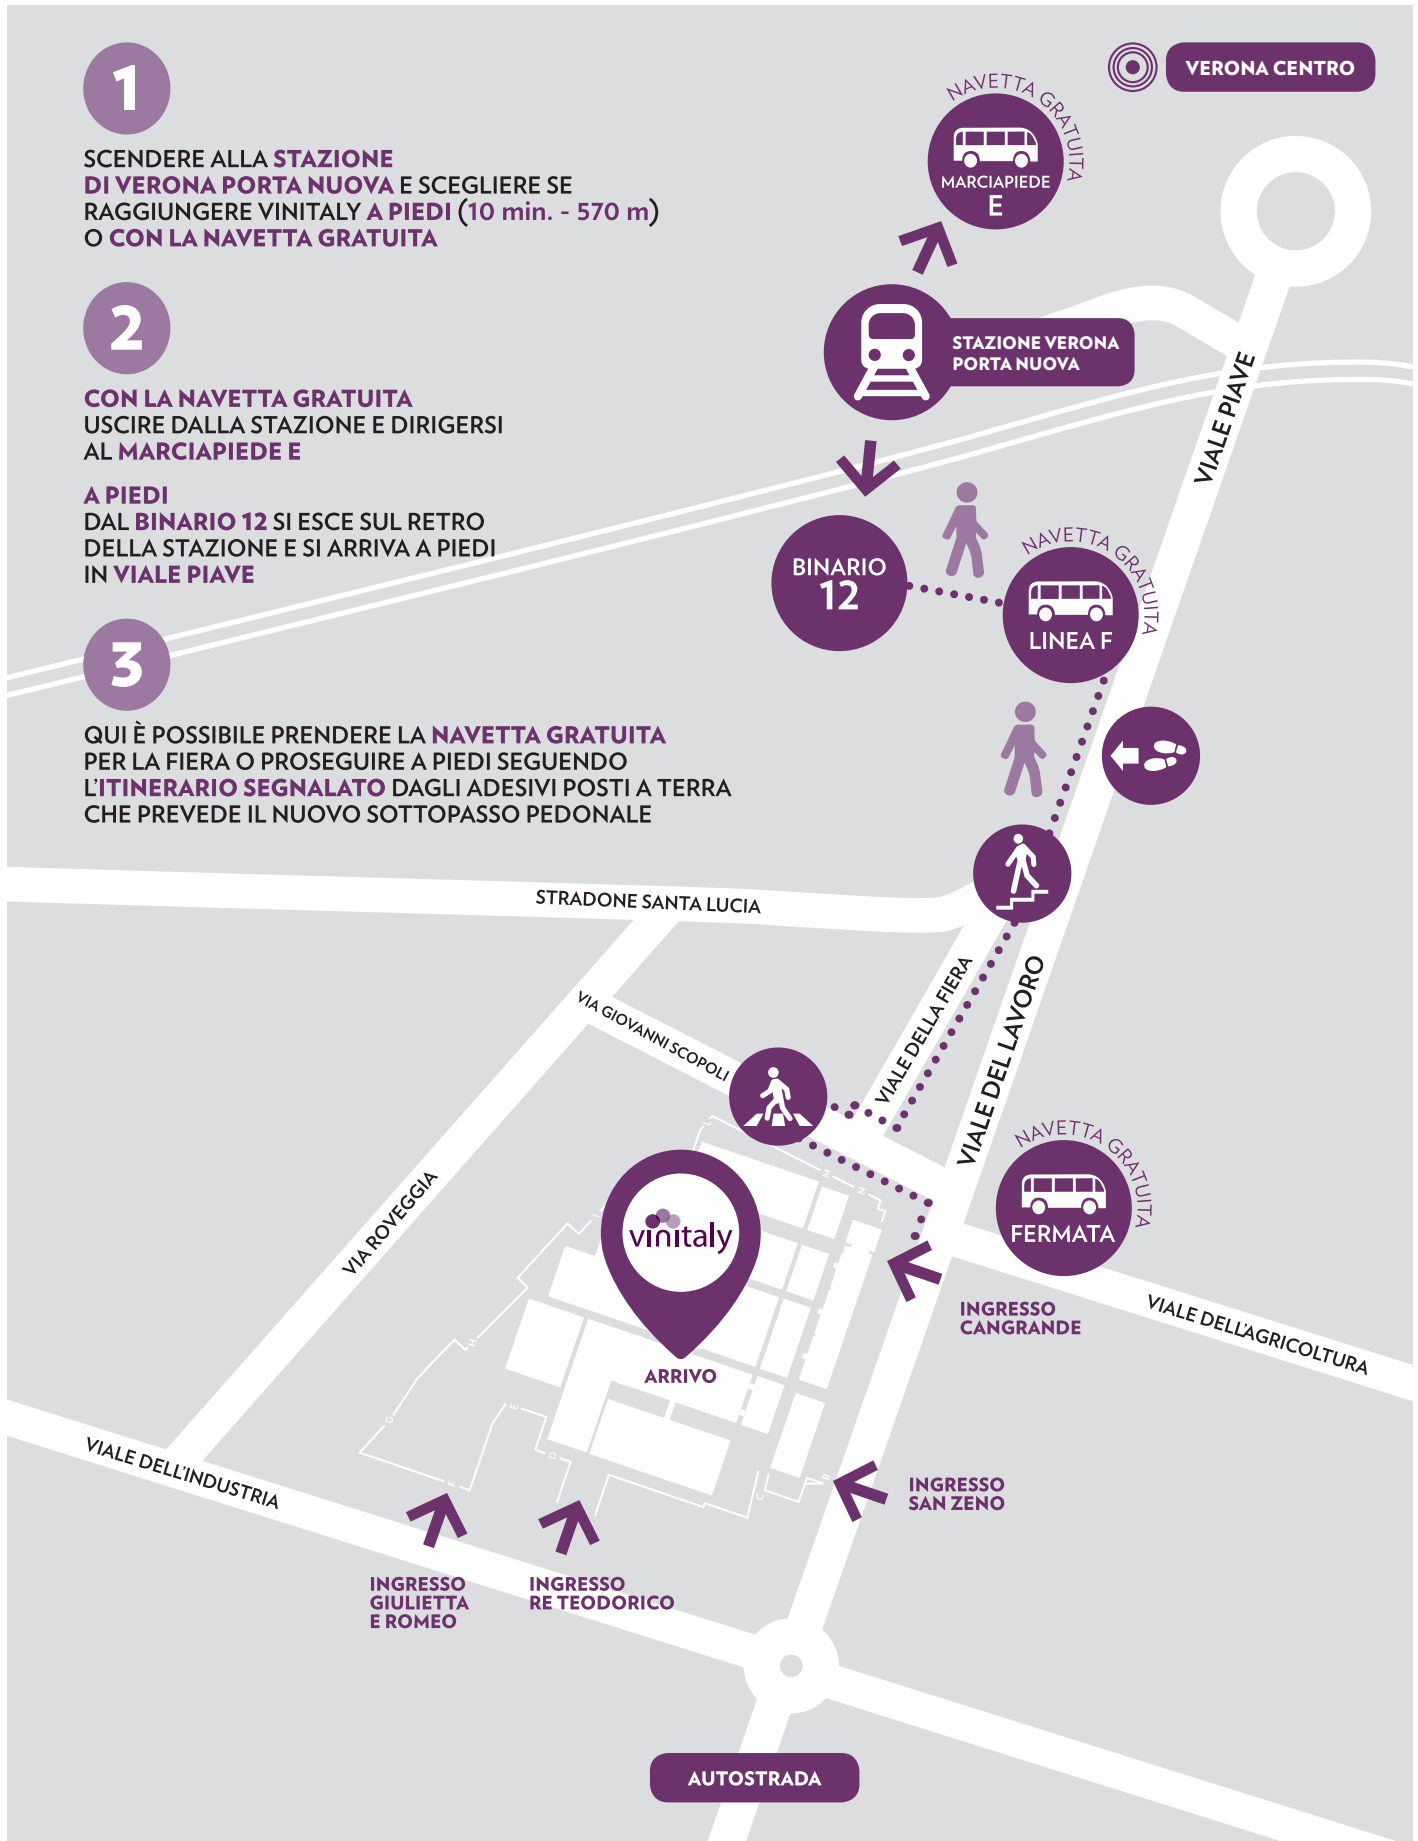 1
SCENDERE ALLA STAZIONE
DI VERONA PORTA NUOVA E SCEGLIERE SE
RAGGIUNGERE VINITALY A PIEDI (10 min. - 570 m)
O CON LA NAVETTA GRATUITA
2
CON LA NAVETTA GRATUITA
USCIRE DALLA STAZIONE E DIRIGERSI
AL MARCIAPIEDE E
A PIEDI
DAL BINARIO 12 SI ESCE SUL RETRO
DELLA STAZIONE E SI ARRIVA A PIEDI
IN VIALE PIAVE
3
QUI È POSSIBILE PRENDERE LA NAVETTA GRATUITA
PER LA FIERA O PROSEGUIRE A PIEDI SEGUENDO
L'ITINERARIO SEGNALATO DAGLI ADESIVI POSTI A TERRA
CHE PREVEDE IL NUOVO SOTTOPASSO PEDONALE
VERONA CENTRO
NAVETTA GRATUITA
MARCIAPIEDE
E
STAZIONE VERONA
PORTA NUOVA
VIALE PIAVE
BINARIO
12
NAVETTA GRATUITA
LINEA F
STRADONE SANTA LUCIA
VIALE DELLA FIERA
VIALE DEL LAVORO
VIA GIOVANNI SCOPOLI
VIA ROVEGGIA
NAVETTA GRATUITA
FERMATA
vinitaly
ARRIVO
INGRESSO
CANGRANDE
VIALE DELL'AGRICOLTURA
M
N
H
G
F
E
D
C
B
VIALE DELL'INDUSTRIA
INGRESSO
SAN ZENO
INGRESSO
GIULIETTA
E ROMEO
INGRESSO
RE TEODORICO
AUTOSTRADA